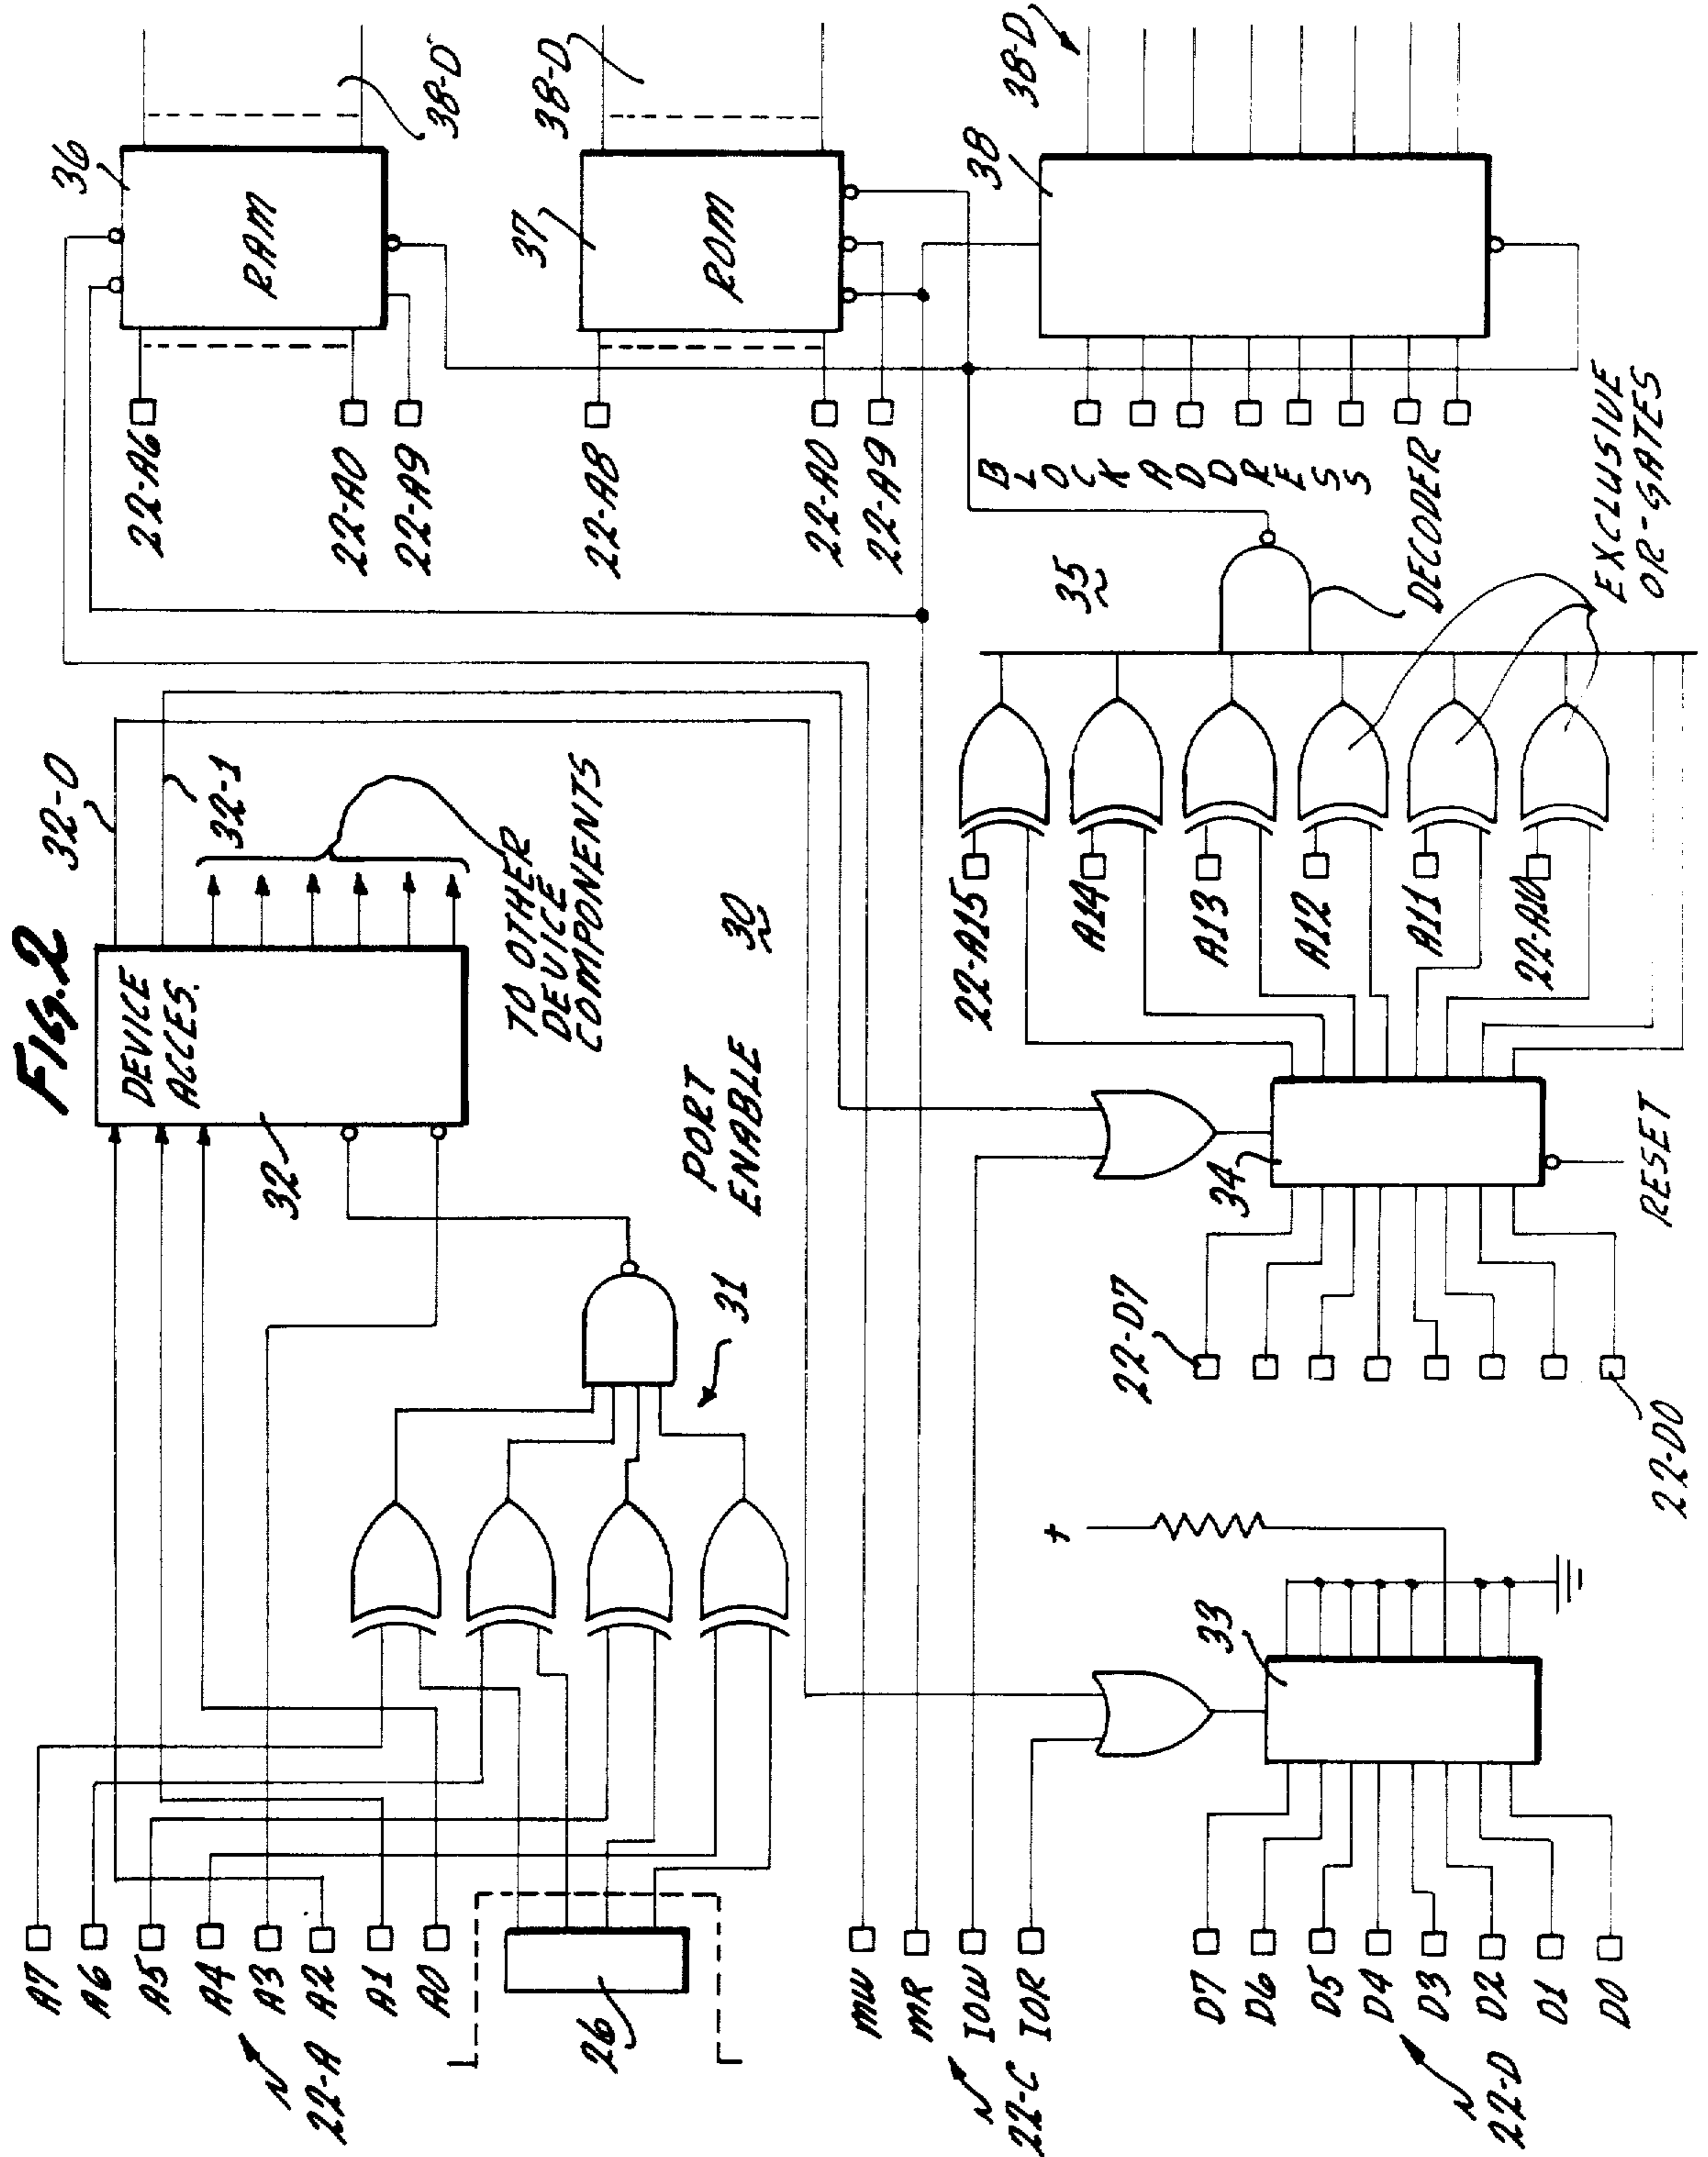 FIG. 2
A7
A6
A5
A4
A3
A2
A1
A0
22-A
26
DEVICE
ACCES.
32
32-0
32-1
TO OTHER
DEVICE
COMPONENTS
30
PORT
ENABLE
31
MW
MR
IOW
IOR
22-C
D7
D6
D5
D4
D3
D2
D1
D0
22-D
33
+
22-D7
22-D0
34
RESET
22-A15
A14
A13
A12
A11
22-A10
35
DECODER
EXCLUSIVE
OR-GATES
BLOCK ADDRESS
22-A6
22-A0
22-A9
RAM
36
38-D
22-A8
22-A0
22-A9
ROM
37
38-D
38
38-D